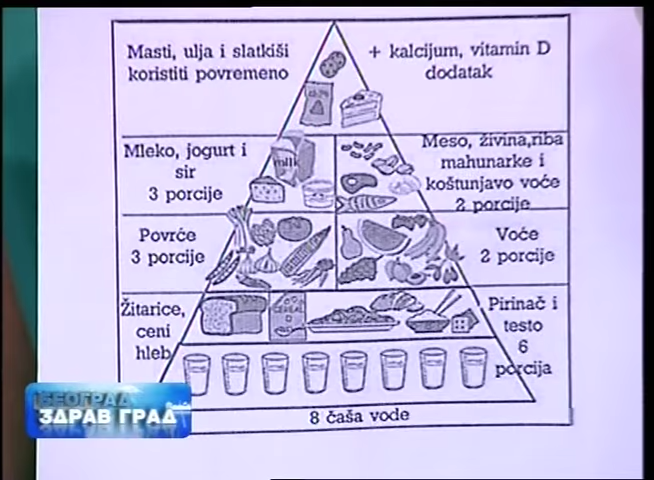 Masti, ulja i slatkiši
koristiti povremeno
+ kalcijum, vitamin D
dodatak
Mleko, jogurt i
sir
3 porcije
milk
Meso, živina,riba
mahunarke i
koštunjavo voće
2 porcije
Povrće
3 porcije
Voće
2 porcije
Žitarice,
ceni
hleb
CEREAL
Pirinač i
testo
6
porcija
8 čaša vode
БЕОГРАД
ЗДРАВ ГРАД